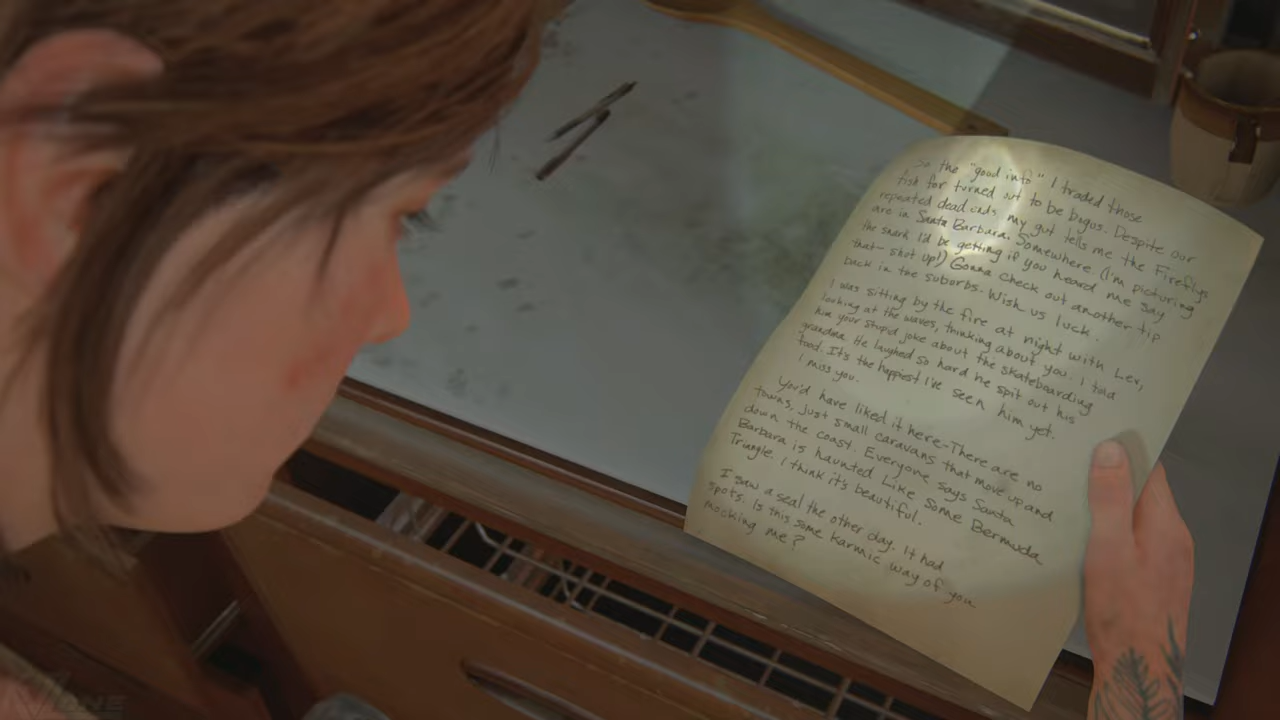 So the "good info" I traded those
fish for turned out to be bogus. Despite our
repeated dead ends, my gut tells me the Fireflys
are in Santa Barbara. Somewhere. (I'm picturing
the snark I'd be getting if you heard me say
that - shut up!) Gonna check out another tip
back in the suburbs. Wish us luck.
I was sitting by the fire at night with Lev,
looking at the waves, thinking about you. I told
him your stupid joke about the skateboarding
grandma. He laughed so hard he spit out his
food. It's the happiest I've seen him yet.
I miss you.
You'd have liked it here-There are no
towns, just small caravans that move up and
down the coast. Everyone says Santa
Barbara is haunted Like Some Bermuda
Triangle. I think it's beautiful.
I saw a seal the other day. It had
spots. Is this some karmic way of you
mocking me?